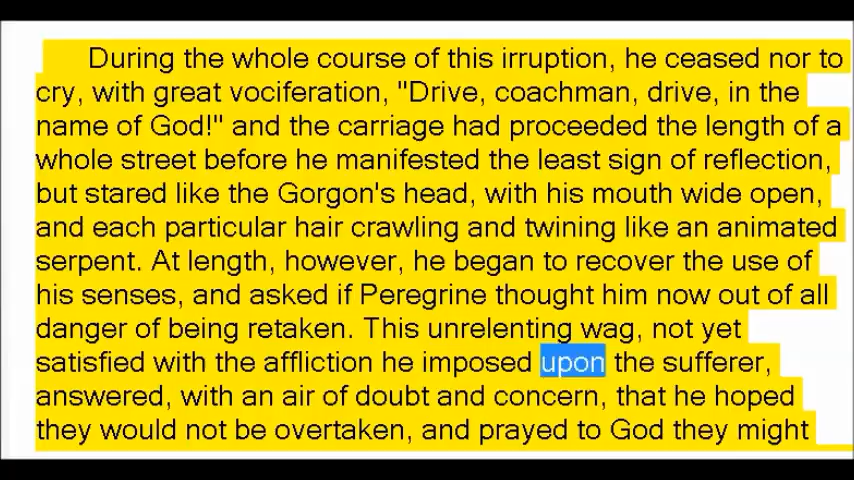 During the whole course of this irruption, he ceased nor to
cry, with great vociferation, "Drive, coachman, drive, in the
name of God!" and the carriage had proceeded the length of a
whole street before he manifested the least sign of reflection,
but stared like the Gorgon's head, with his mouth wide open,
and each particular hair crawling and twining like an animated
serpent. At length, however, he began to recover the use of
his senses, and asked if Peregrine thought him now out of all
danger of being retaken. This unrelenting wag, not yet
satisfied with the affliction he imposed upon the sufferer,
answered, with an air of doubt and concern, that he hoped
they would not be overtaken, and prayed to God they might